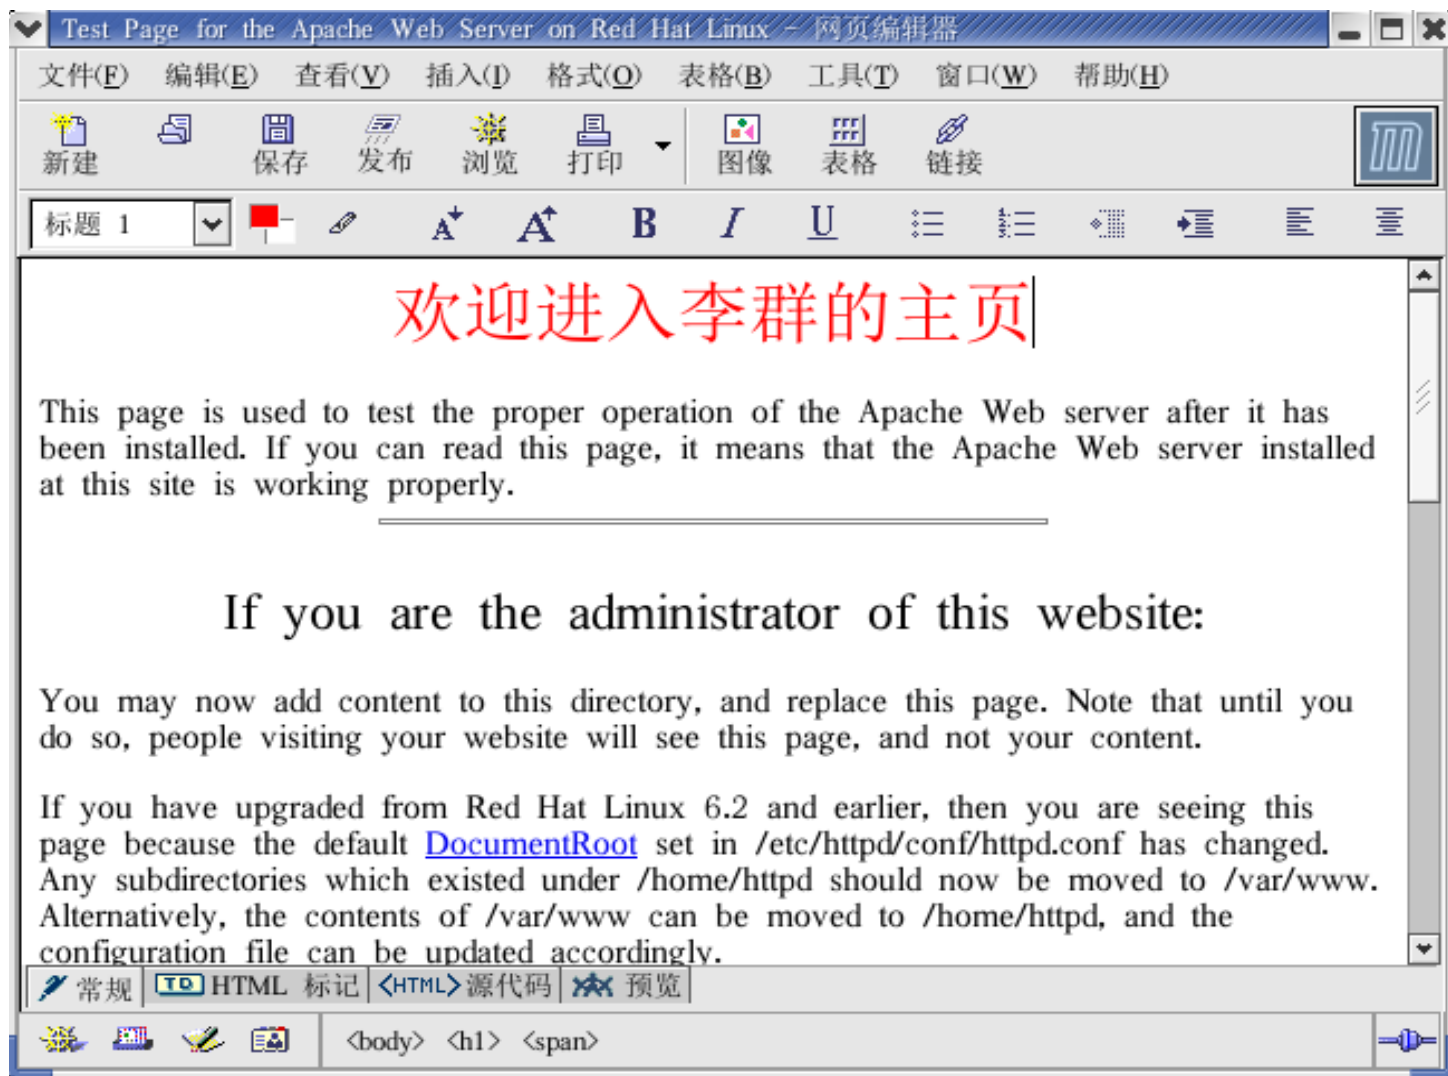 Test Page for the Apache Web Server on Red Hat Linux - 网页编辑器
文件(F) 编辑(E) 查看(V) 插入(I) 格式(O) 表格(B) 工具(T) 窗口(W) 帮助(H)
新建 保存 发布 浏览 打印 图像 表格 链接
标题 1 B I U
欢迎进入李群的主页
This page is used to test the proper operation of the Apache Web server after it has
been installed. If you can read this page, it means that the Apache Web server installed
at this site is working properly.
If you are the administrator of this website:
You may now add content to this directory, and replace this page. Note that until you
do so, people visiting your website will see this page, and not your content.
If you have upgraded from Red Hat Linux 6.2 and earlier, then you are seeing this
page because the default DocumentRoot set in /etc/httpd/conf/httpd.conf has changed.
Any subdirectories which existed under /home/httpd should now be moved to /var/www.
Alternatively, the contents of /var/www can be moved to /home/httpd, and the
configuration file can be updated accordingly.
常规 TD HTML 标记 <HTML> 源代码 预览
<body> <h1> <span>